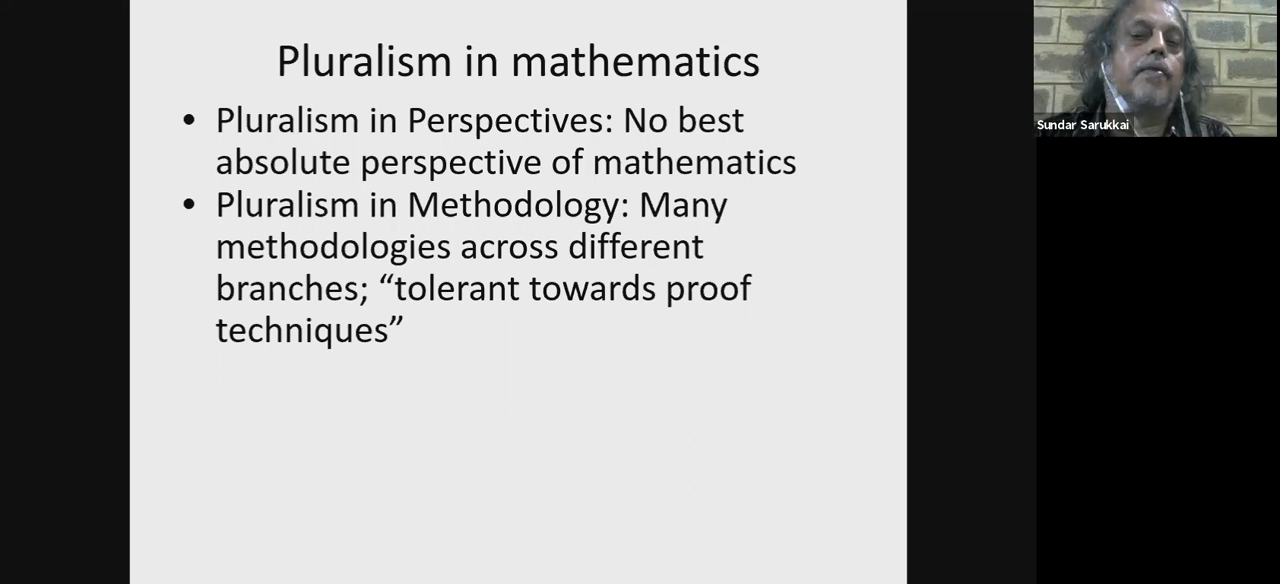 Pluralism in mathematics
• Pluralism in Perspectives: No best
absolute perspective of mathematics
• Pluralism in Methodology: Many
methodologies across different
branches; “tolerant towards proof
techniques”
Sundar Sarukkai